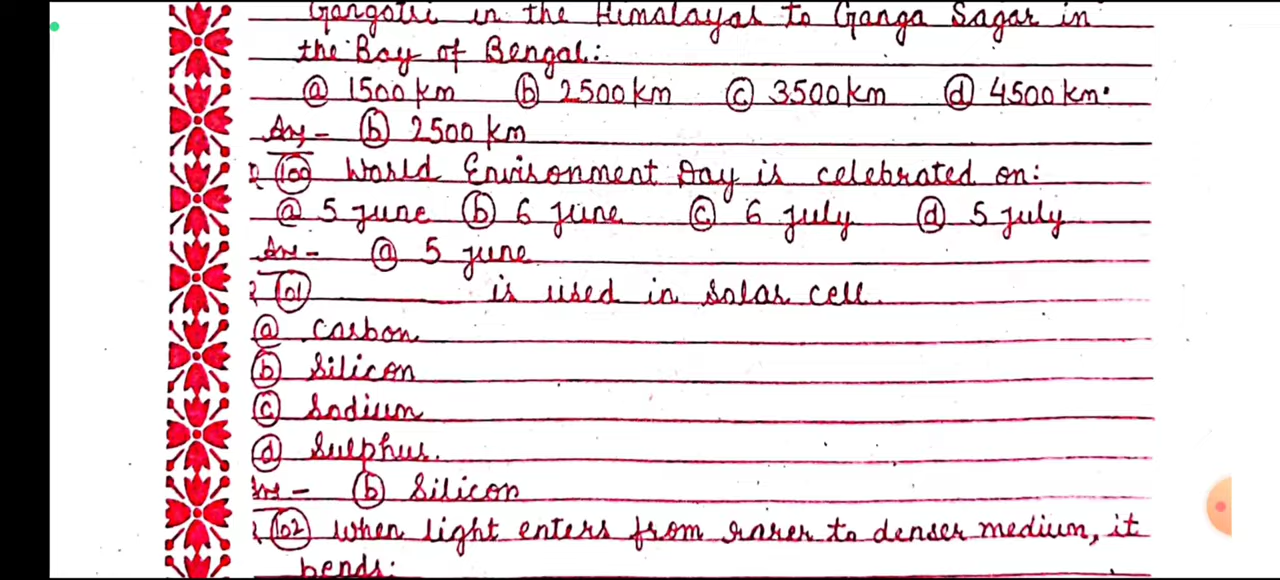 Gangotri in the Himalayas to Ganga Sagar in
the Bay of Bengal:
(a) 1500 km (b) 2500 km (c) 3500 km (d) 4500 km.
Ans - (b) 2500 km
Q (100) World Environment Day is celebrated on:
(a) 5 june (b) 6 june (c) 6 july (d) 5 july
Ans - (a) 5 june
Q (101) ________ is used in solar cell.
(a) Carbon
(b) Silicon
(c) Sodium
(d) Sulphur.
Ans - (b) Silicon
Q (102) When light enters from rarer to denser medium, it
bends: